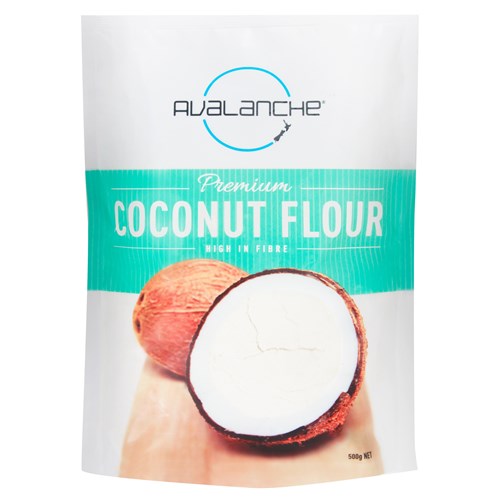 AVALANCHE®
Premium
COCONUT FLOUR
HIGH IN FIBRE
500g NET